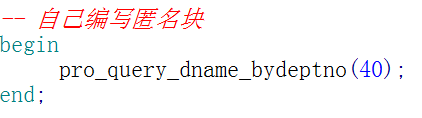 -- 自己编写匿名块
begin
pro_query_dname_bydeptno(40);
end;